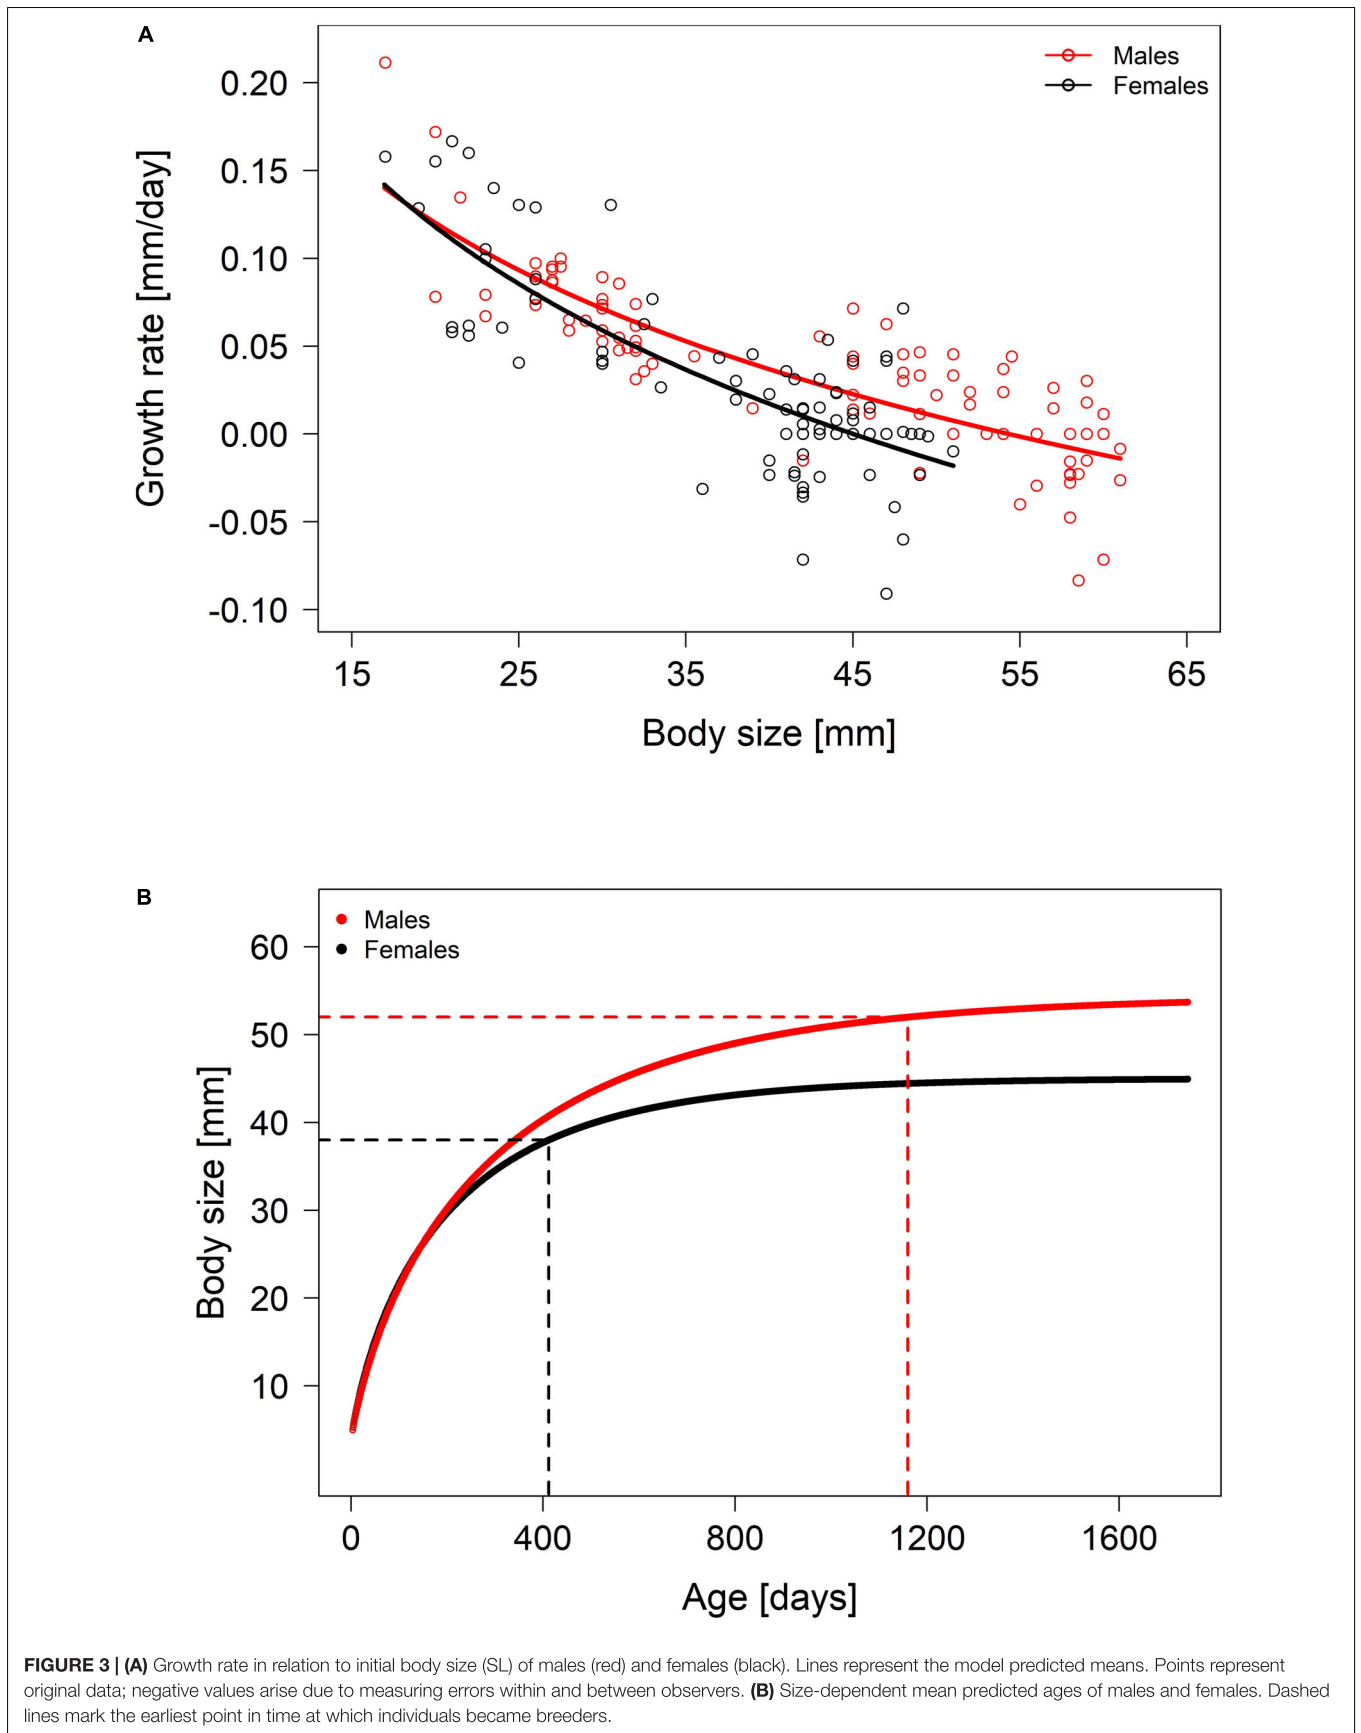 A
Males
Females
0.20
0.15
0.10
0.05
0.00
-0.05
-0.10
Growth rate [mm/day]
15 25 35 45 55 65
Body size [mm]
B
Males
Females
60
50
40
30
20
10
Body size [mm]
0 400 800 1200 1600
Age [days]
FIGURE 3 | (A) Growth rate in relation to initial body size (SL) of males (red) and females (black). Lines represent the model predicted means. Points represent
original data; negative values arise due to measuring errors within and between observers. (B) Size-dependent mean predicted ages of males and females. Dashed
lines mark the earliest point in time at which individuals became breeders.